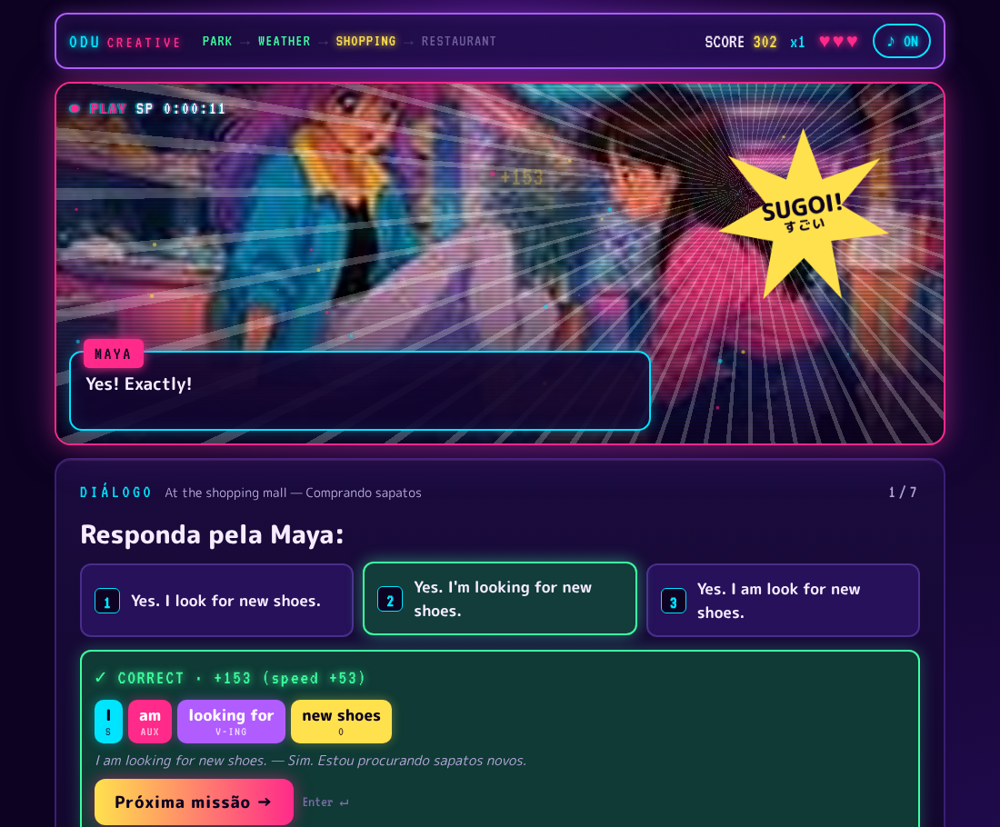 ODU CREATIVE PARK → WEATHER → SHOPPING → RESTAURANT SCORE 302 x1 ♥♥♥ ♪ ON
● PLAY SP 0:00:11
+153
SUGOI!
すごい
MAYA
Yes! Exactly!
DIÁLOGO At the shopping mall — Comprando sapatos 1/7
Responda pela Maya:
1 Yes. I look for new shoes.
2 Yes. I'm looking for new
shoes.
3 Yes. I am look for new
shoes.
✓ CORRECT · +153 (speed +53)
I am looking for new shoes
S AUX V-ING O
I am looking for new shoes. — Sim. Estou procurando sapatos novos.
Próxima missão → Enter ↵